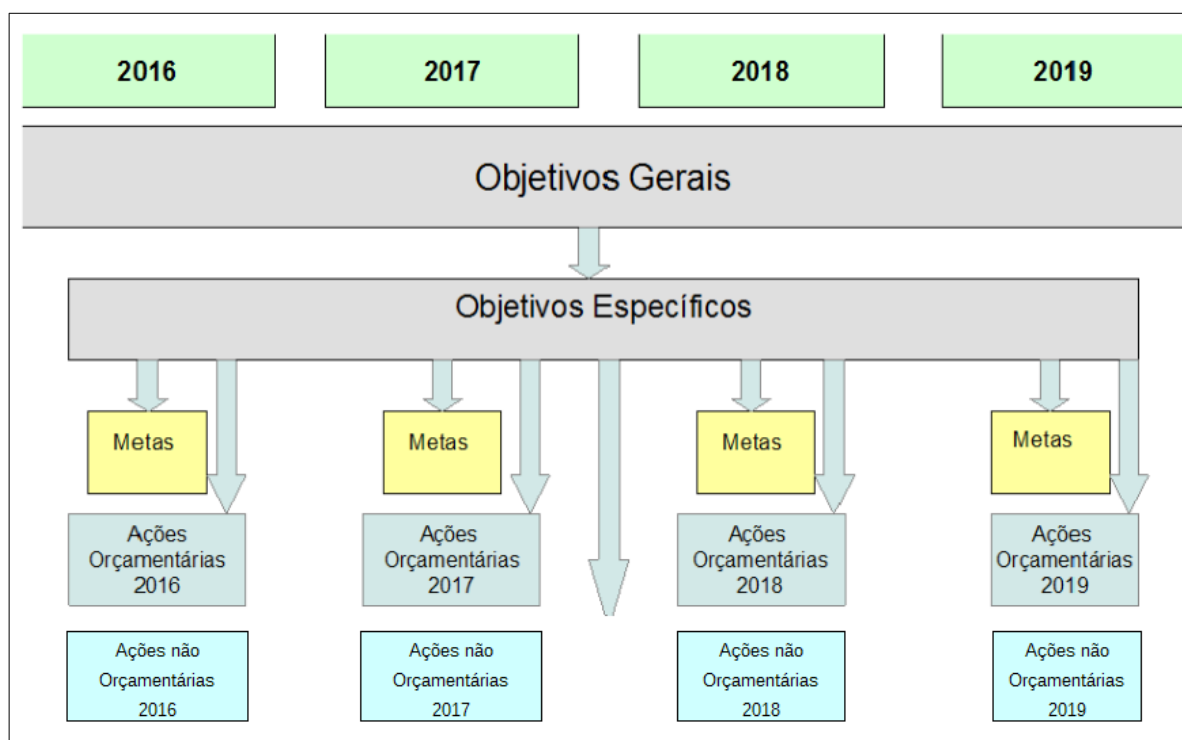 2016
2017
2018
2019
Objetivos Gerais
Objetivos Específicos
Metas
Metas
Metas
Metas
Ações
Orçamentárias
2016
Ações
Orçamentárias
2017
Ações
Orçamentárias
2018
Ações
Orçamentárias
2019
Ações não
Orçamentárias
2016
Ações não
Orçamentárias
2017
Ações não
Orçamentárias
2018
Ações não
Orçamentárias
2019